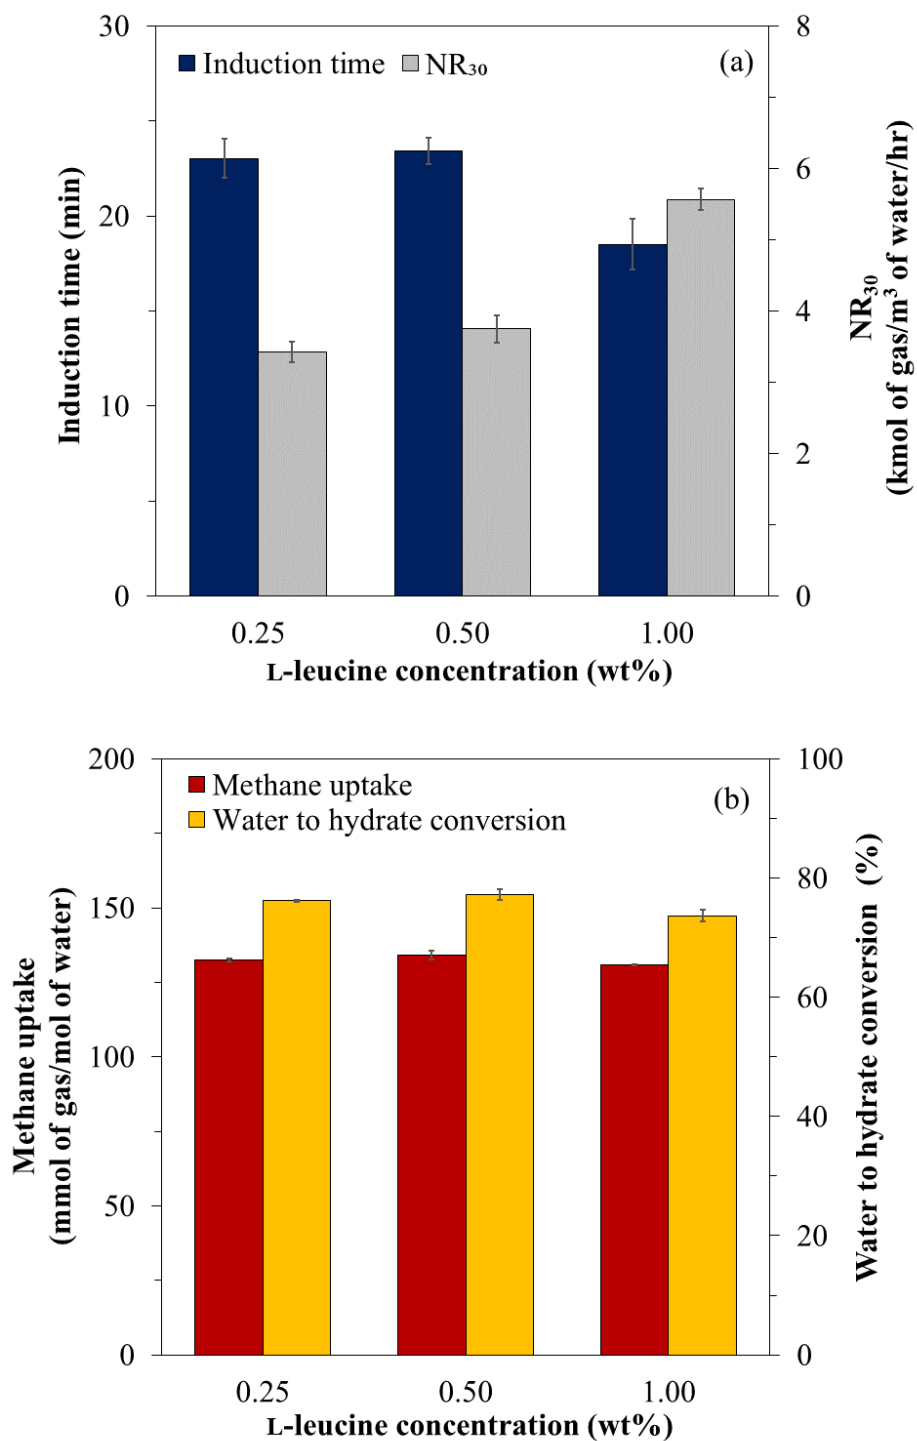 30
20
10
0
Induction time (min)
Induction time
NR₃₀
(a)
8
6
4
2
0
NR₃₀
(kmol of gas/m³ of water/hr)
0.25 0.50 1.00
L-leucine concentration (wt%)
200
150
100
50
0
Methane uptake
(mmol of gas/mol of water)
Methane uptake
Water to hydrate conversion
(b)
100
80
60
40
20
0
Water to hydrate conversion (%)
0.25 0.50 1.00
L-leucine concentration (wt%)